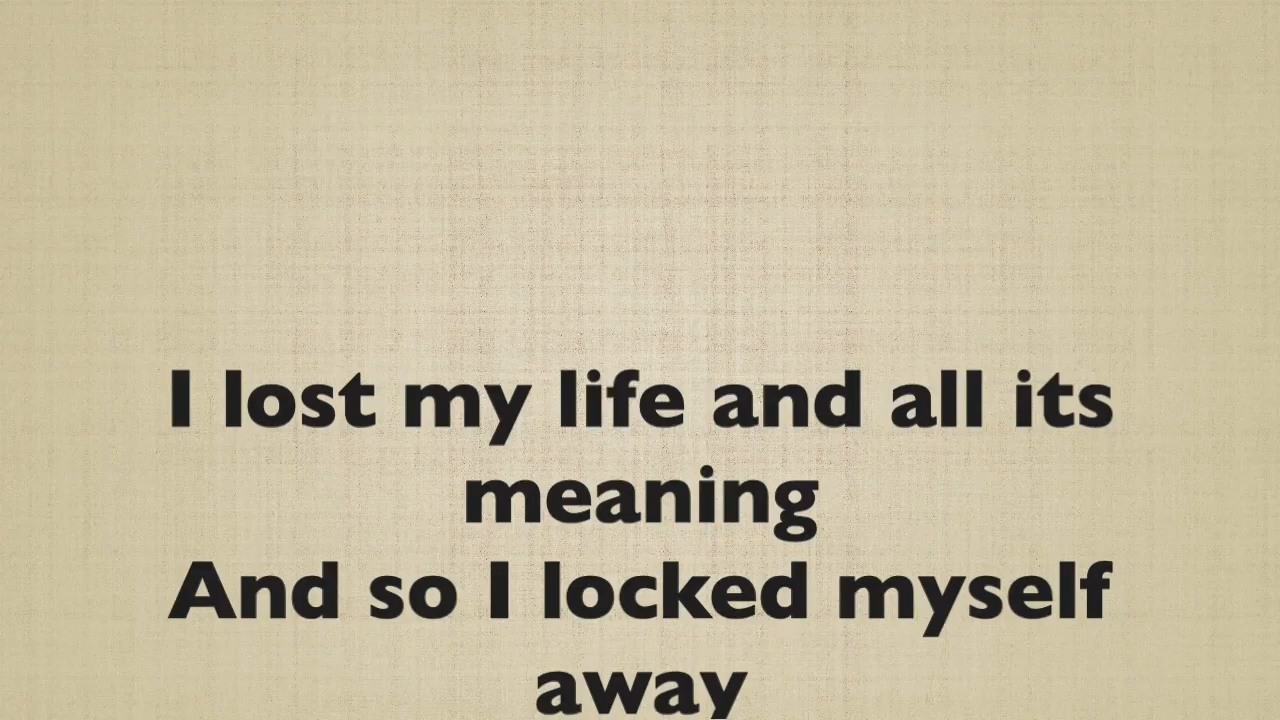 I lost my life and all its
meaning
And so I locked myself
away